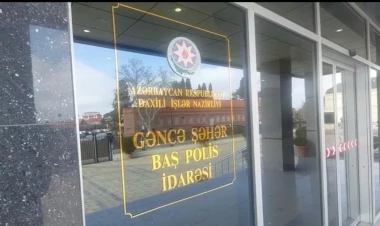 AZƏRBAYCAN RESPUBLİKASI
DAXİLİ İŞLƏR NAZİRLİYİ
GƏNCƏ ŞƏHƏR
BAŞ POLİS
İDARƏSİ